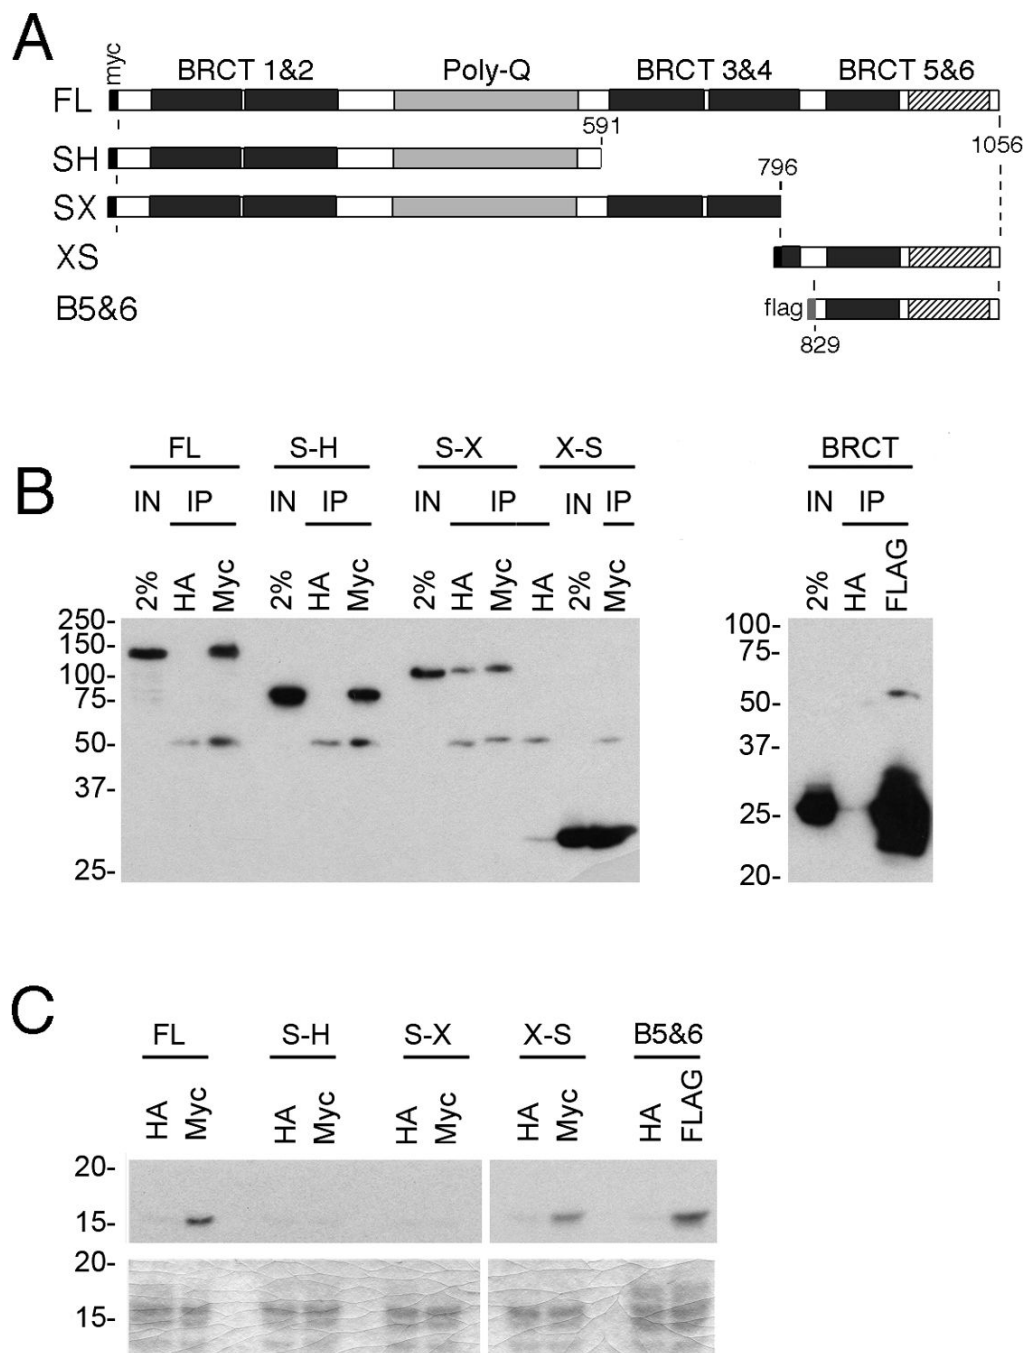 A
myc
BRCT 1&2 Poly-Q BRCT 3&4 BRCT 5&6
FL
591
1056
SH
796
SX
XS
B5&6
flag
829
B
FL S-H S-X X-S BRCT
IN IP IN IP IN IP IN IP IN IP
2% HA Myc 2% HA Myc 2% HA Myc HA 2% Myc 2% HA FLAG
250-
150-
100-
75-
50-
37-
25-
100-
75-
50-
37-
25-
20-
C
FL S-H S-X X-S B5&6
HA Myc HA Myc HA Myc HA Myc HA FLAG
20-
15-
20-
15-